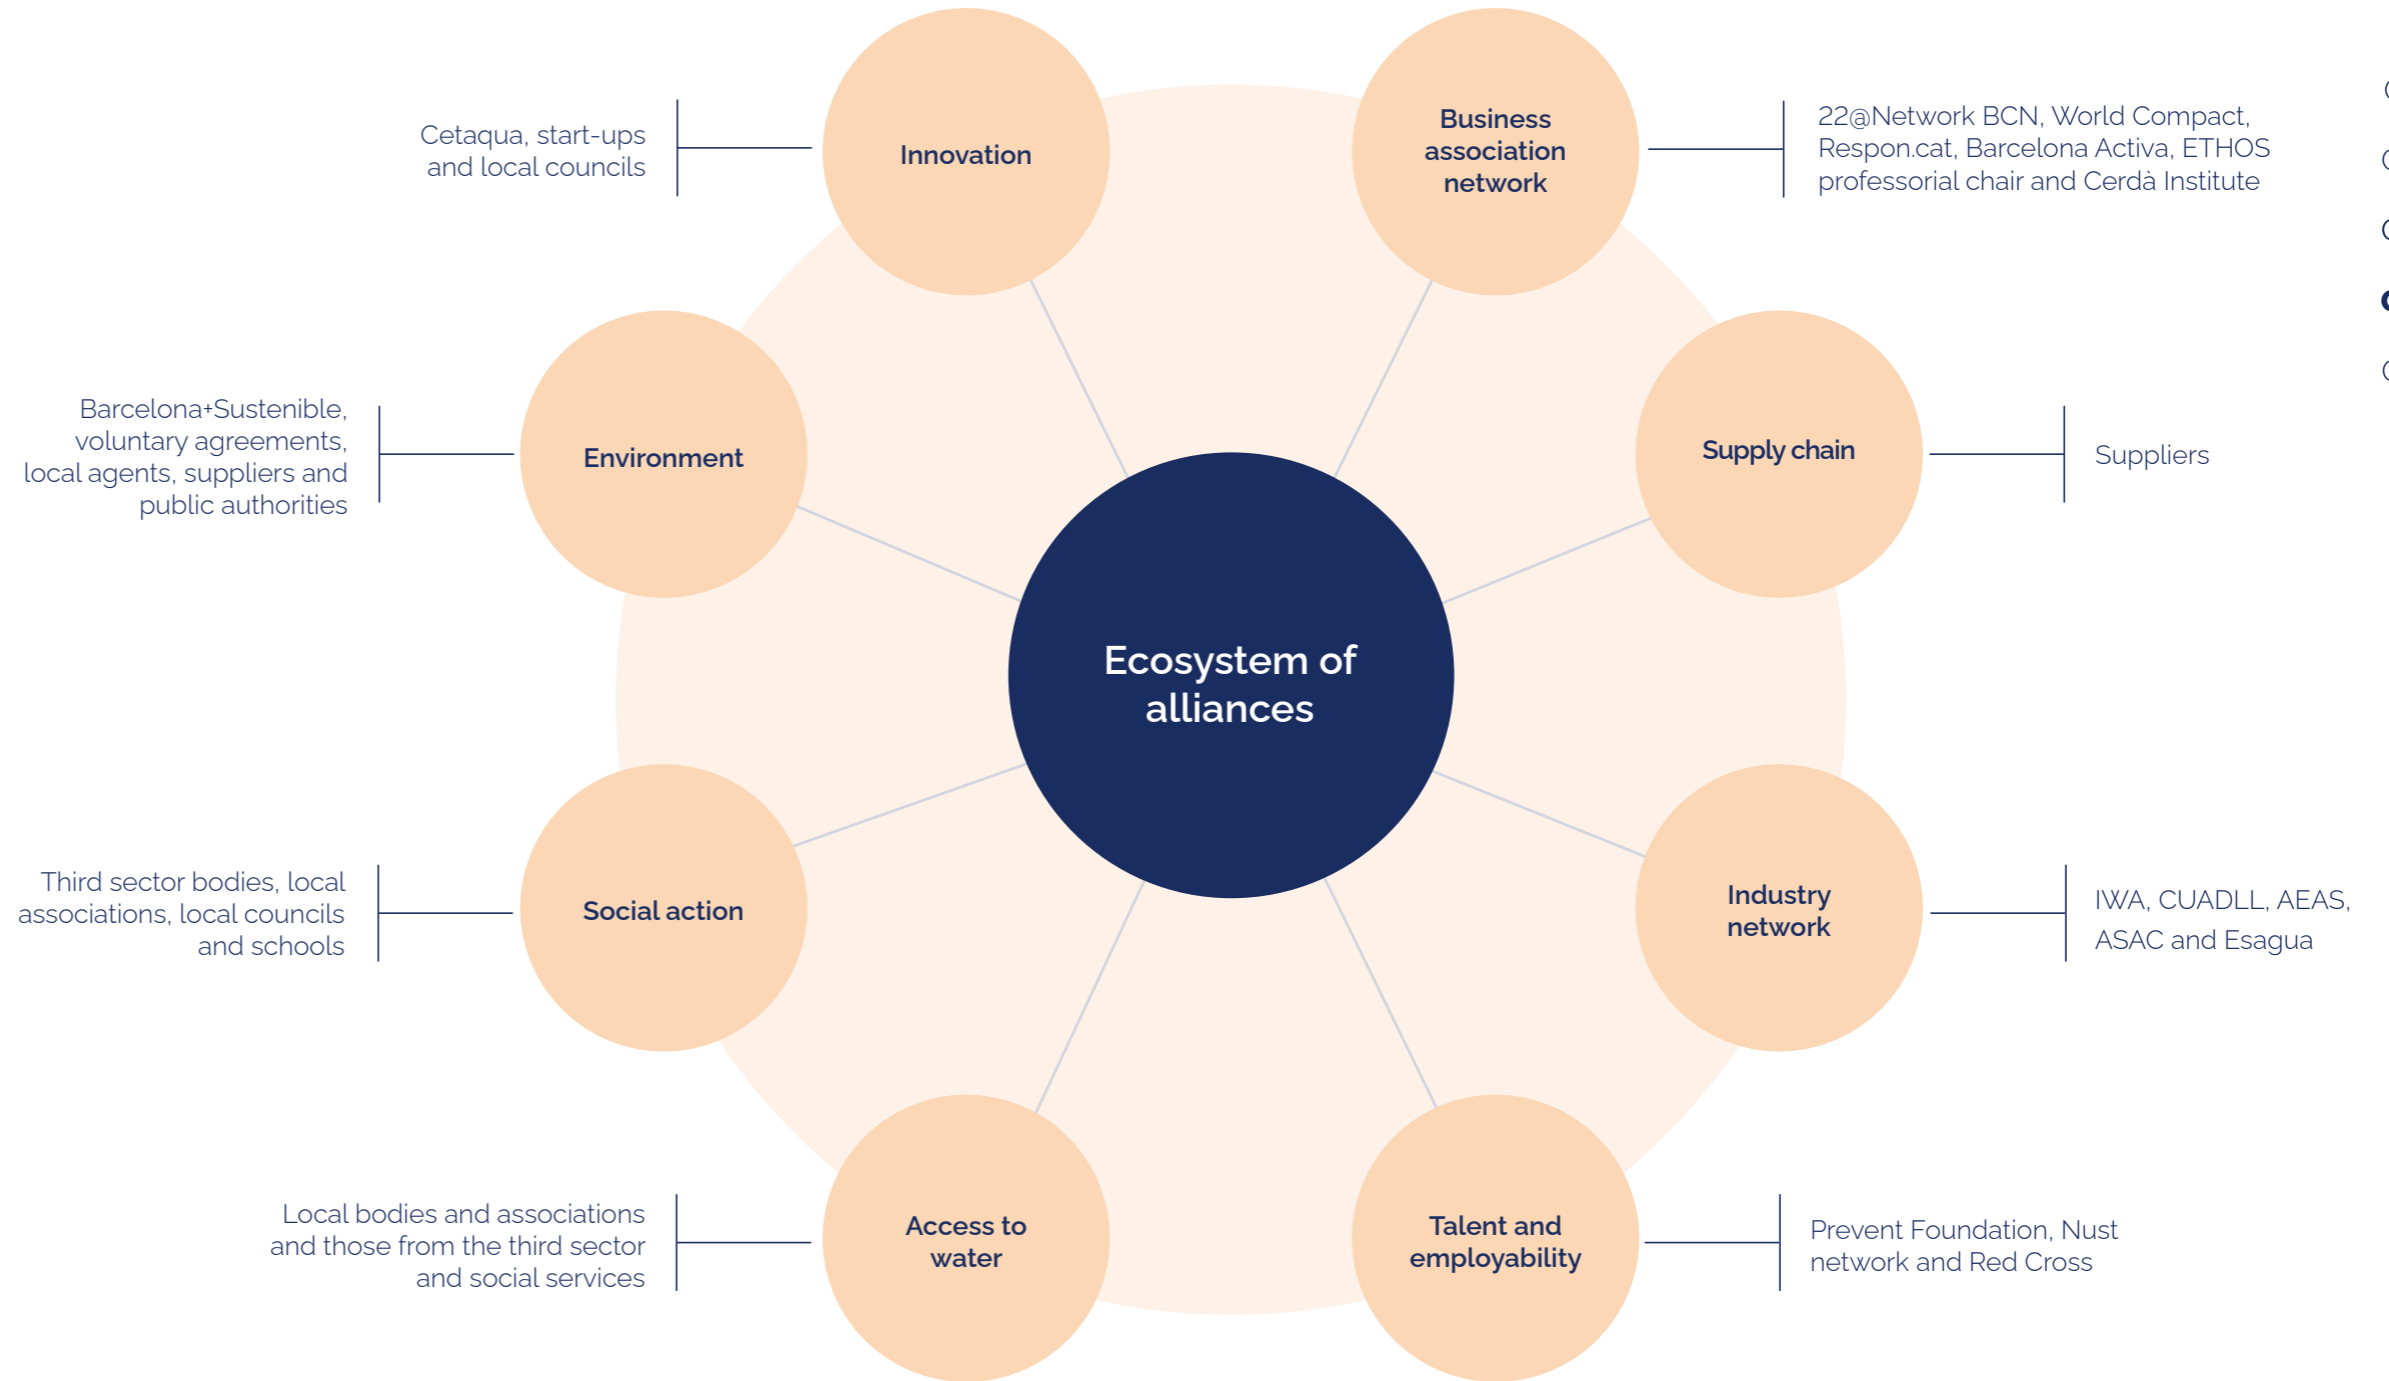 Cetaqua, start-ups
and local councils
Innovation
Business
association
network
22@Network BCN, World Compact,
Respon.cat, Barcelona Activa, ETHOS
professorial chair and Cerdà Institute
Barcelona+Sustenible,
voluntary agreements,
local agents, suppliers and
public authorities
Environment
Supply chain
Suppliers
Ecosystem of
alliances
Third sector bodies, local
associations, local councils
and schools
Social action
Industry
network
IWA, CUADLL, AEAS,
ASAC and Esagua
Local bodies and associations
and those from the third sector
and social services
Access to
water
Talent and
employability
Prevent Foundation, Nust
network and Red Cross